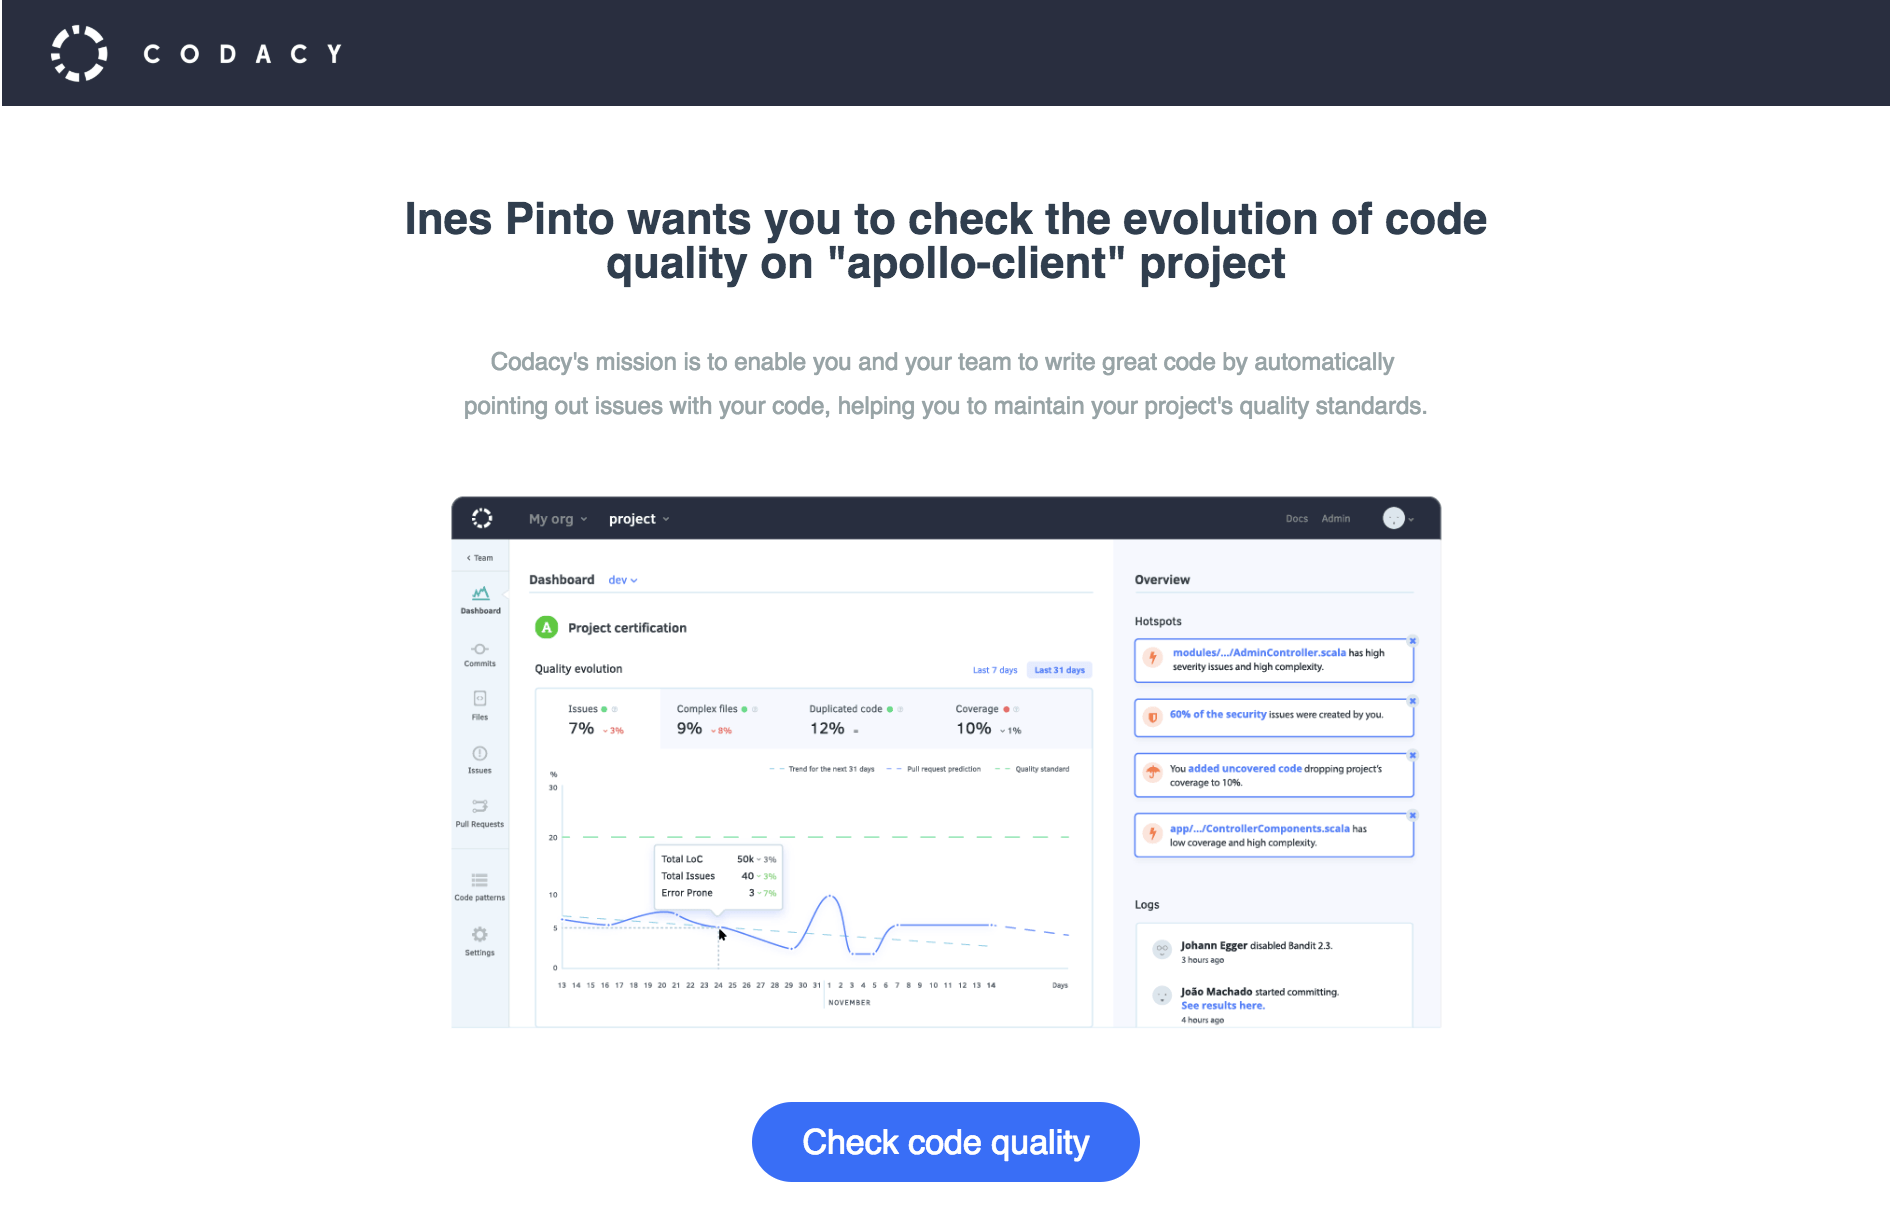 CODACY
Ines Pinto wants you to check the evolution of code
quality on "apollo-client" project
Codacy's mission is to enable you and your team to write great code by automatically
pointing out issues with your code, helping you to maintain your project's quality standards.
My org project Docs Admin
Team
Dashboard
Commits
Files
Issues
Pull Requests
Code patterns
Settings
Dashboard dev
A Project certification
Quality evolution Last 7 days Last 31 days
Issues Complex files Duplicated code Coverage
7% 3% 9% 8% 12% = 10% 1%
Trend for the next 31 days Pull request prediction Quality standard
%
30
20
10
5
0
Total LoC 50k 3%
Total Issues 40 3%
Error Prone 3 7%
13 14 15 16 17 18 19 20 21 22 23 24 25 26 27 28 29 30 31 1 2 3 4 5 6 7 8 9 10 11 12 13 14 Days
NOVEMBER
Overview
Hotspots
modules/.../AdminController.scala has high
severity issues and high complexity.
60% of the security issues were created by you.
You added uncovered code dropping project's
coverage to 10%.
app/.../ControllerComponents.scala has
low coverage and high complexity.
Logs
Johann Egger disabled Bandit 2.3.
3 hours ago
João Machado started committing.
See results here.
4 hours ago
Check code quality